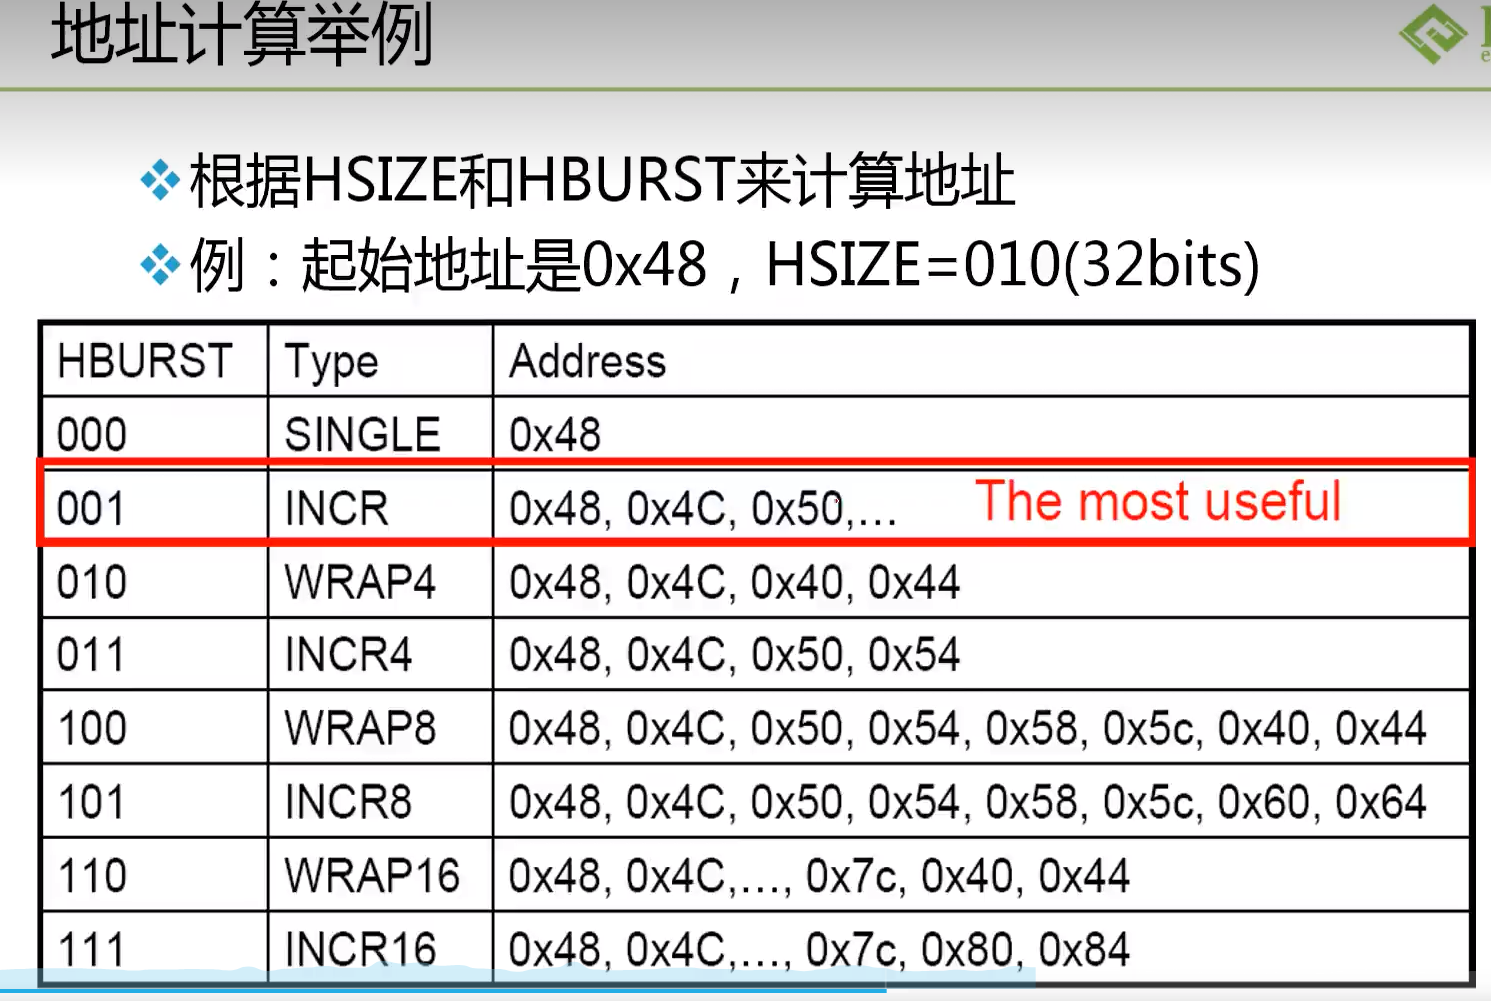 地址计算举例
根据HSIZE和HBURST来计算地址
例：起始地址是0x48，HSIZE=010(32bits)
HBURST Type Address
000 SINGLE 0x48
001 INCR 0x48, 0x4C, 0x50,... The most useful
010 WRAP4 0x48, 0x4C, 0x40, 0x44
011 INCR4 0x48, 0x4C, 0x50, 0x54
100 WRAP8 0x48, 0x4C, 0x50, 0x54, 0x58, 0x5c, 0x40, 0x44
101 INCR8 0x48, 0x4C, 0x50, 0x54, 0x58, 0x5c, 0x60, 0x64
110 WRAP16 0x48, 0x4C,..., 0x7c, 0x40, 0x44
111 INCR16 0x48, 0x4C,..., 0x7c, 0x80, 0x84